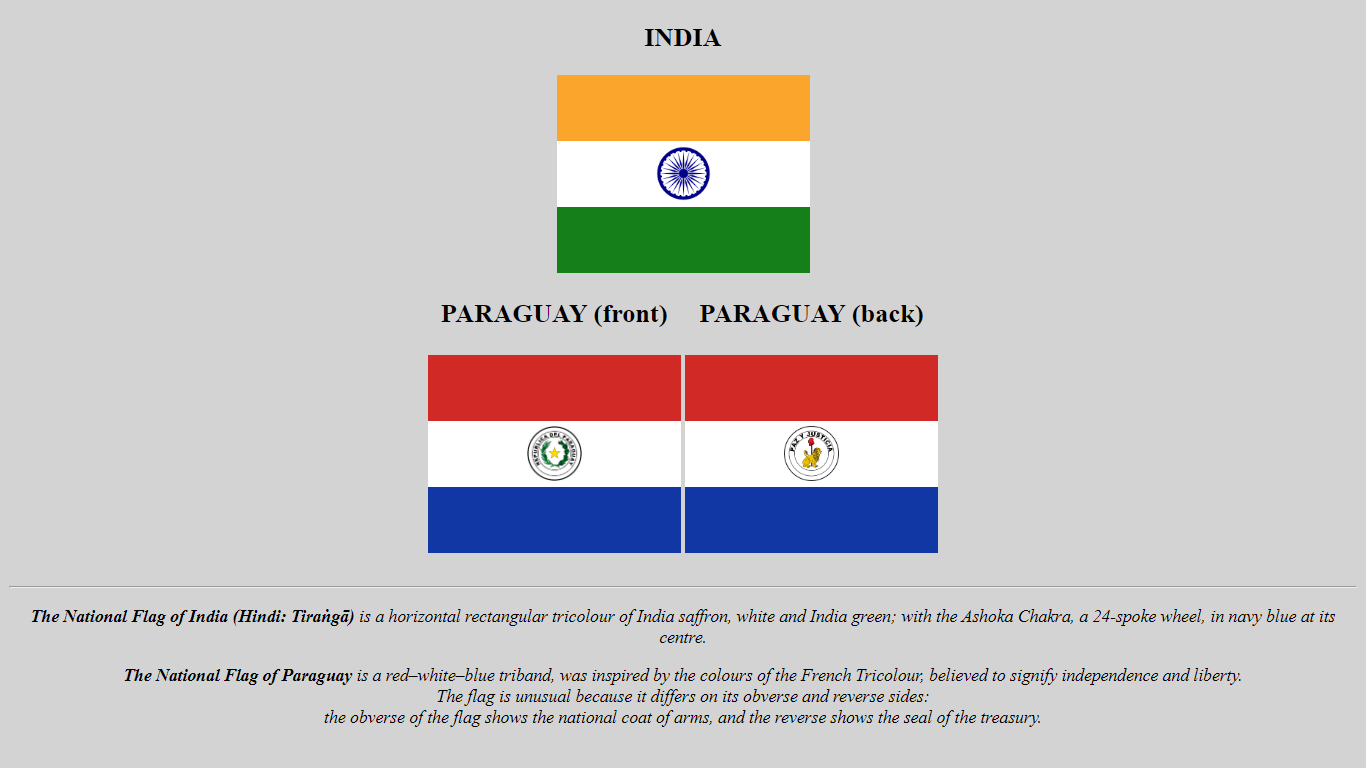 INDIA
PARAGUAY (front) PARAGUAY (back)
REPUBLICA DEL PARAGUAY
PAZ Y JUSTICIA
The National Flag of India (Hindi: Tiraṅgā) is a horizontal rectangular tricolour of India saffron, white and India green; with the Ashoka Chakra, a 24-spoke wheel, in navy blue at its
centre.
The National Flag of Paraguay is a red–white–blue triband, was inspired by the colours of the French Tricolour, believed to signify independence and liberty.
The flag is unusual because it differs on its obverse and reverse sides:
the obverse of the flag shows the national coat of arms, and the reverse shows the seal of the treasury.